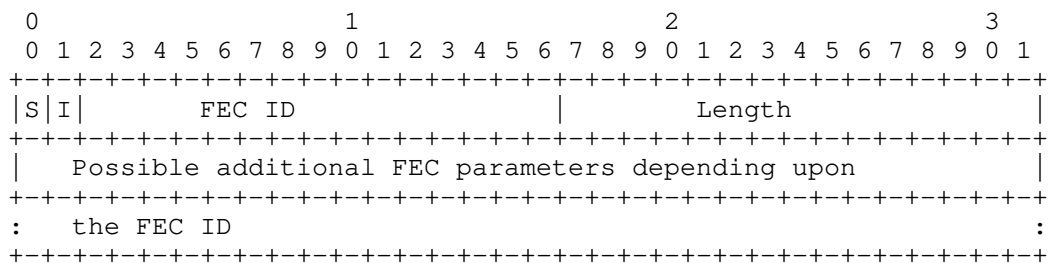 0                   1                   2                   3
 0 1 2 3 4 5 6 7 8 9 0 1 2 3 4 5 6 7 8 9 0 1 2 3 4 5 6 7 8 9 0 1
+-+-+-+-+-+-+-+-+-+-+-+-+-+-+-+-+-+-+-+-+-+-+-+-+-+-+-+-+-+-+-+-+
|S|I|       FEC ID                |        Length               |
+-+-+-+-+-+-+-+-+-+-+-+-+-+-+-+-+-+-+-+-+-+-+-+-+-+-+-+-+-+-+-+-+
|   Possible additional FEC parameters depending upon           |
+-+-+-+-+-+-+-+-+-+-+-+-+-+-+-+-+-+-+-+-+-+-+-+-+-+-+-+-+-+-+-+-+
:   the FEC ID                                                  :
+-+-+-+-+-+-+-+-+-+-+-+-+-+-+-+-+-+-+-+-+-+-+-+-+-+-+-+-+-+-+-+-+